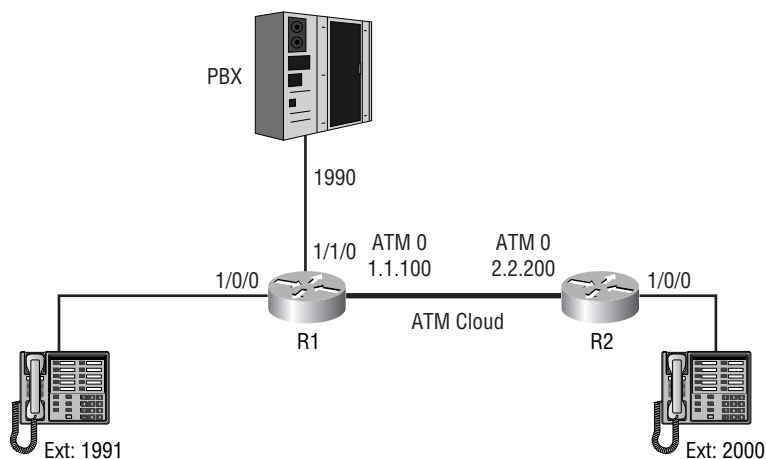 PBX
1990
1/1/0
ATM 0
1.1.100
ATM 0
2.2.200
1/0/0
1/0/0
R1
ATM Cloud
R2
Ext: 1991
Ext: 2000